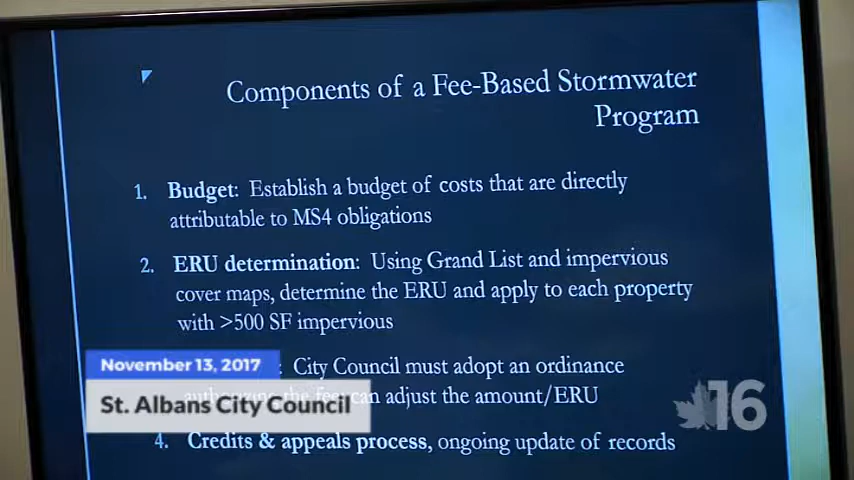 Components of a Fee-Based Stormwater
Program
1. Budget: Establish a budget of costs that are directly
attributable to MS4 obligations
2. ERU determination: Using Grand List and impervious
cover maps, determine the ERU and apply to each property
with >500 SF impervious
: City Council must adopt an ordinance
authorizing the fee; can adjust the amount/ERU
4. Credits & appeals process, ongoing update of records
November 13, 2017
St. Albans City Council
16